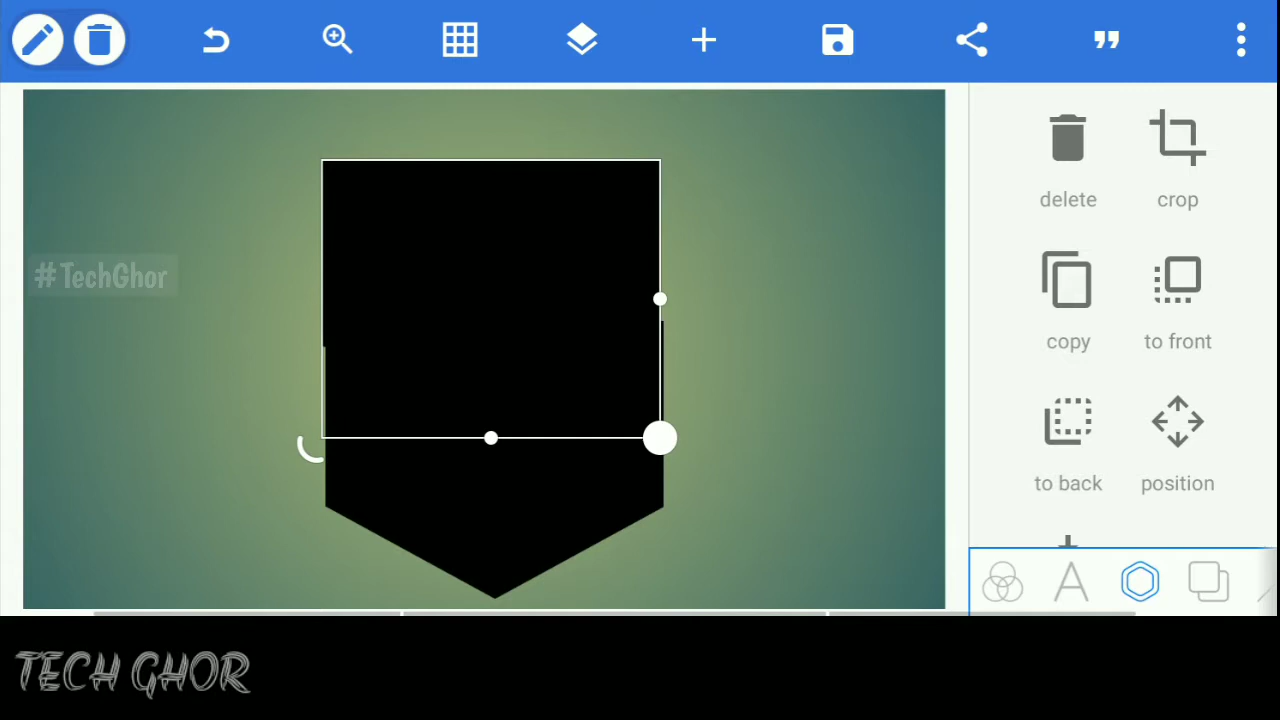 delete
crop
#TechGhor
copy
to front
to back
position
TECH GHOR